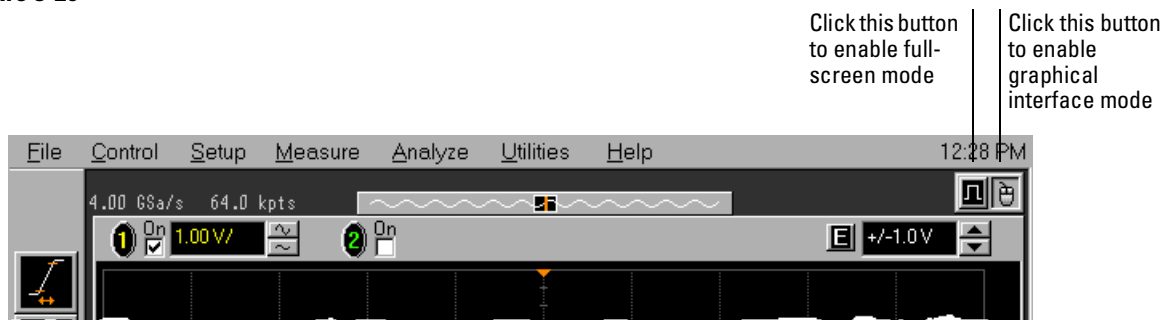 Click this button
to enable full-
screen mode
Click this button
to enable
graphical
interface mode
File Control Setup Measure Analyze Utilities Help 12:28 PM
4.00 GSa/s 64.0 kpts
1 On 1.00 V/ 2 On E +/-1.0 V